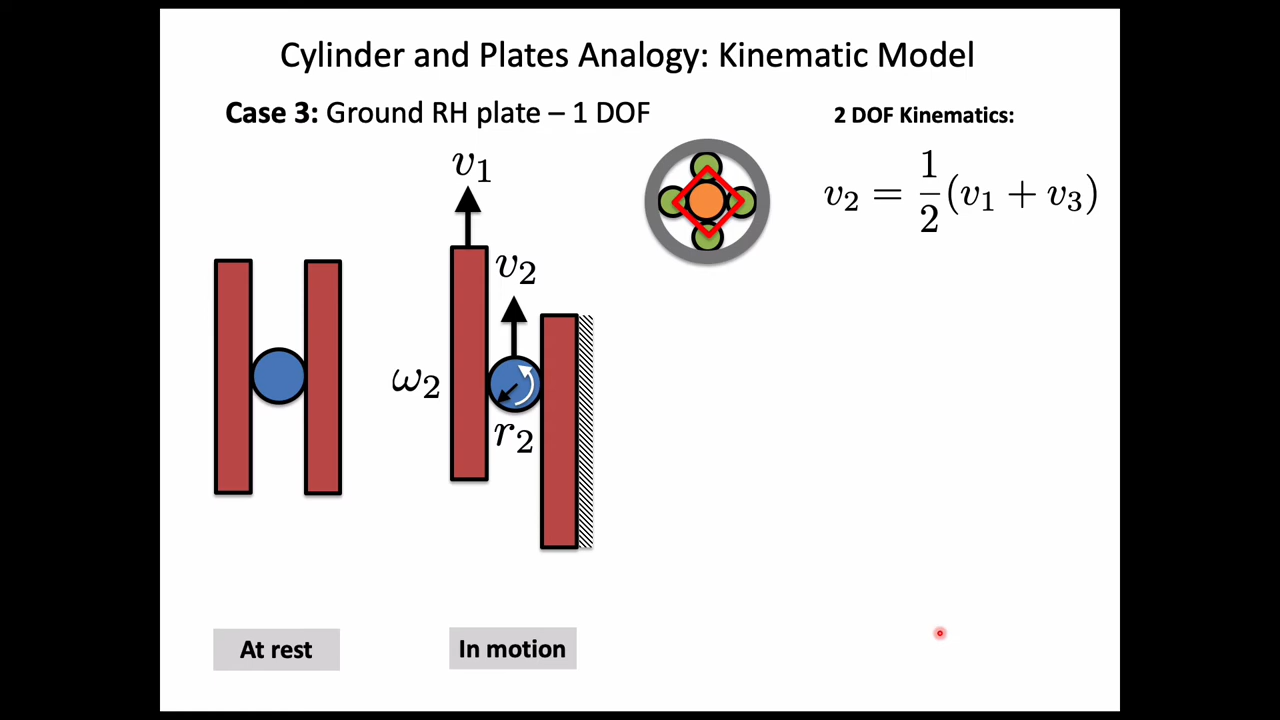 Cylinder and Plates Analogy: Kinematic Model
Case 3: Ground RH plate – 1 DOF
2 DOF Kinematics:
v₂ = 1/2 (v₁ + v₃)
v₁
v₂
ω₂
r₂
At rest
In motion